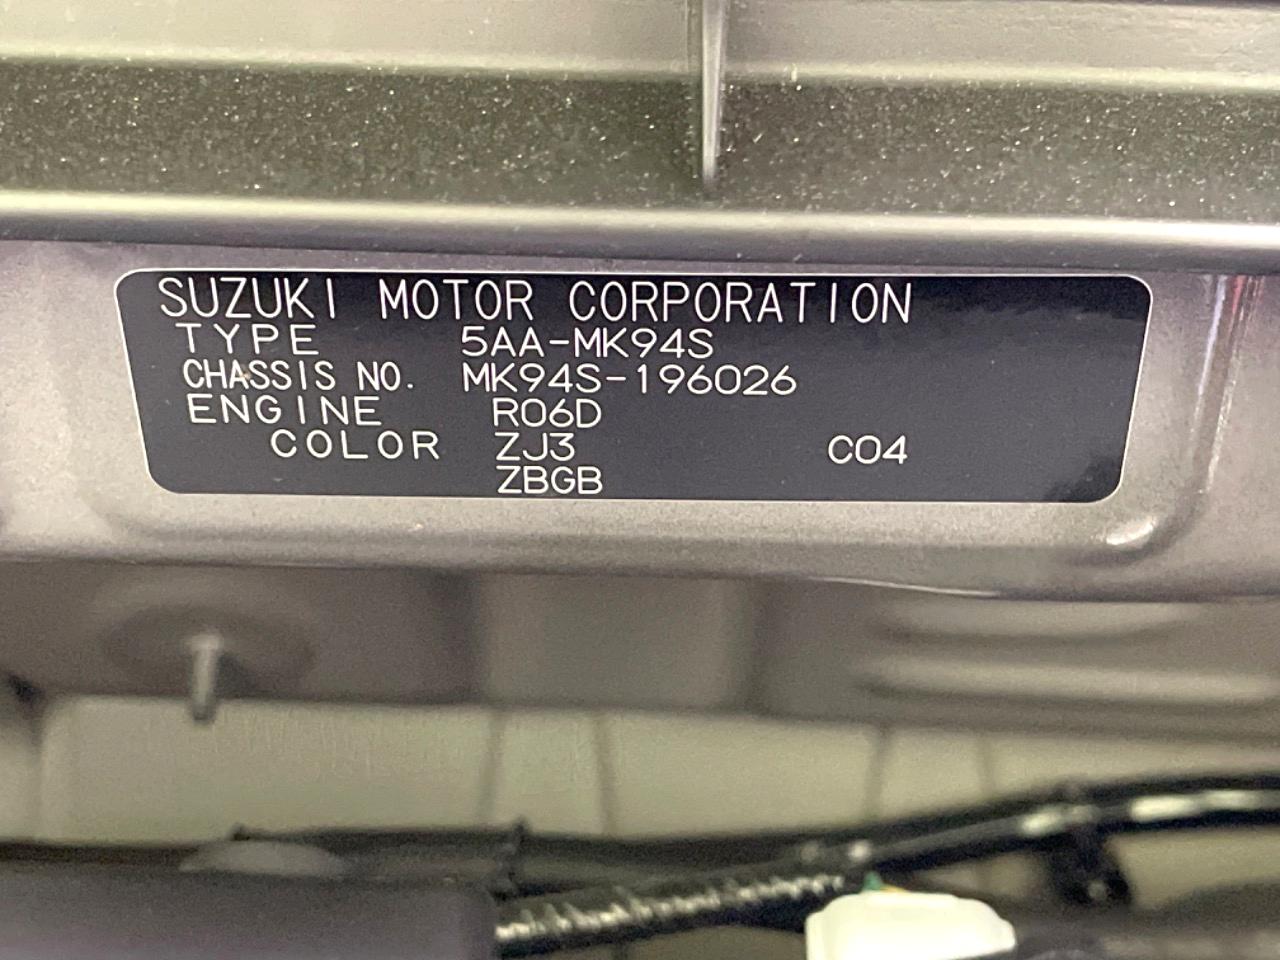 SUZUKI MOTOR CORPORATION
TYPE 5AA-MK94S
CHASSIS NO. MK94S-196026
ENGINE R06D
COLOR ZJ3 C04
ZBGB